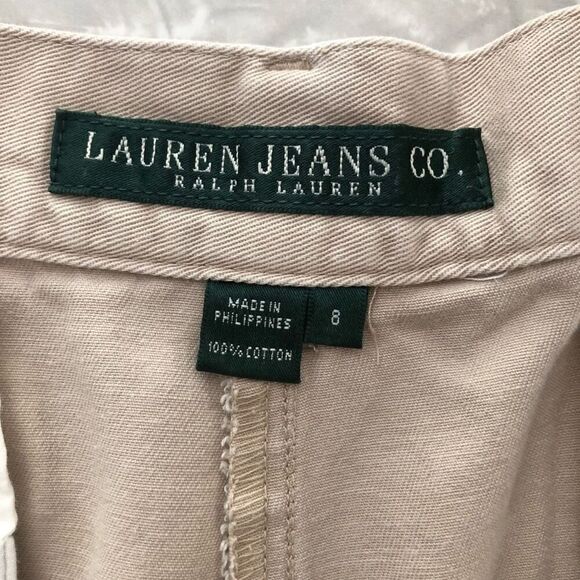 LAUREN JEANS CO.
RALPH LAUREN
MADE IN
PHILIPPINES
8
100% COTTON